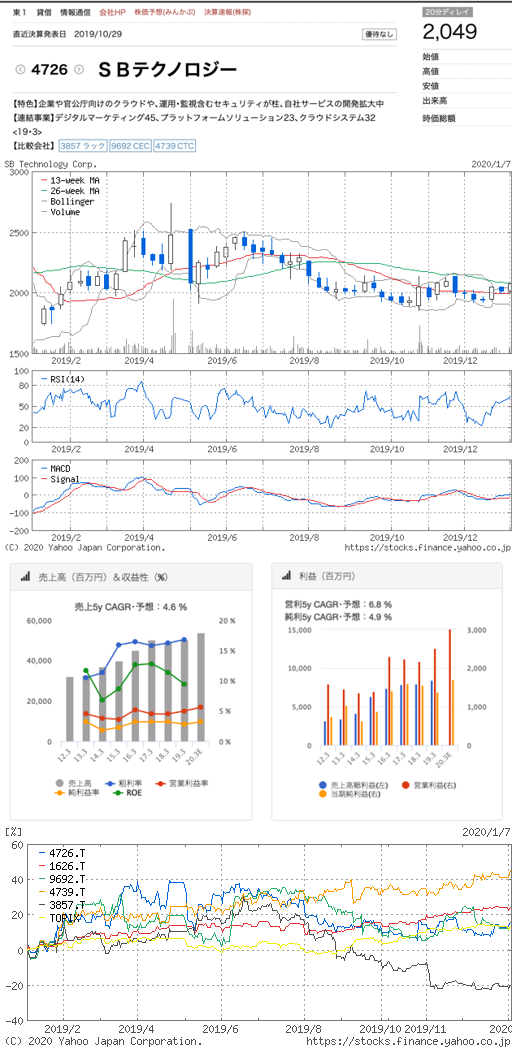 東1 貸借 情報通信 会社HP 株価予想(みんかぶ) 決算速報(株探)
20分ディレイ
直近決算発表日 2019/10/29
優待なし
2,049
4726
SBテクノロジー
始値
高値
安値
出来高
時価総額
【特色】企業や官公庁向けのクラウドや、運用・監視含むセキュリティが柱、自社サービスの開発拡大中
【連結事業】デジタルマーケティング45、プラットフォームソリューション23、クラウドシステム32
<19・3>
【比較会社】 3857 ラック 9692 CEC 4739 CTC
SB Technology Corp. 2020/1/7
3000
13-week MA
26-week MA
Bollinger
Volume
2500
2000
1500
2019/2 2019/4 2019/6 2019/8 2019/10 2019/12
100
RSI(14)
80
60
40
20
0
2019/2 2019/4 2019/6 2019/8 2019/10 2019/12
200
MACD
100
Signal
0
-100
-200
2019/2 2019/4 2019/6 2019/8 2019/10 2019/12
(C) 2020 Yahoo Japan Corporation. https://stocks.finance.yahoo.co.jp
売上高（百万円）＆収益性（%）
売上5y CAGR・予想：4.6 %
60,000 20 %
15 %
40,000
10 %
20,000
5 %
0 0 %
12.3 13.3 14.3 15.3 16.3 17.3 18.3 19.3 20.3E
売上高 粗利率 営業利益率
純利益率 ROE
利益（百万円）
営利5y CAGR・予想：6.8 %
純利5y CAGR・予想：4.9 %
15,000 3,000
10,000 2,000
5,000 1,000
0 0
12.3 13.3 14.3 15.3 16.3 17.3 18.3 19.3 20.3E
売上高総利益(左) 営業利益(右)
当期純利益(右)
[%] 2020/1/7
60
4726.T
1626.T
9692.T
40
4739.T
3857.T
TOPIX
20
0
-20
-40
2019/2 2019/4 2019/6 2019/8 2019/10 2019/11 2020
(C) 2020 Yahoo Japan Corporation. https://stocks.finance.yahoo.co.jp